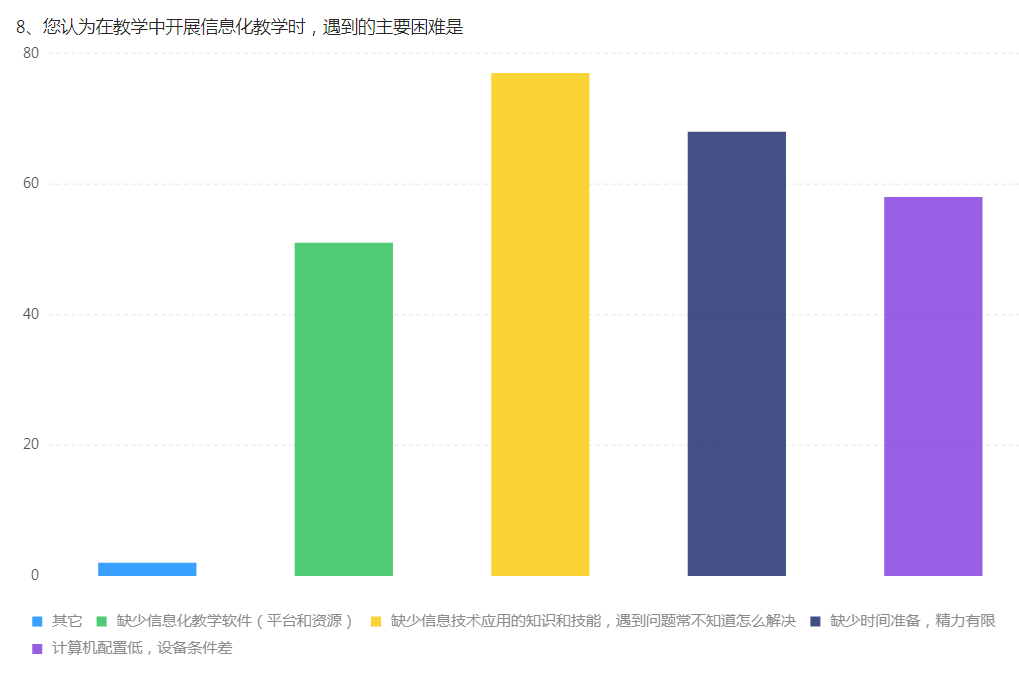 8、您认为在教学中开展信息化教学时，遇到的主要困难是
80
60
40
20
0
其它 缺少信息化教学软件（平台和资源） 缺少信息技术应用的知识和技能，遇到问题常不知道怎么解决 缺少时间准备，精力有限
计算机配置低，设备条件差